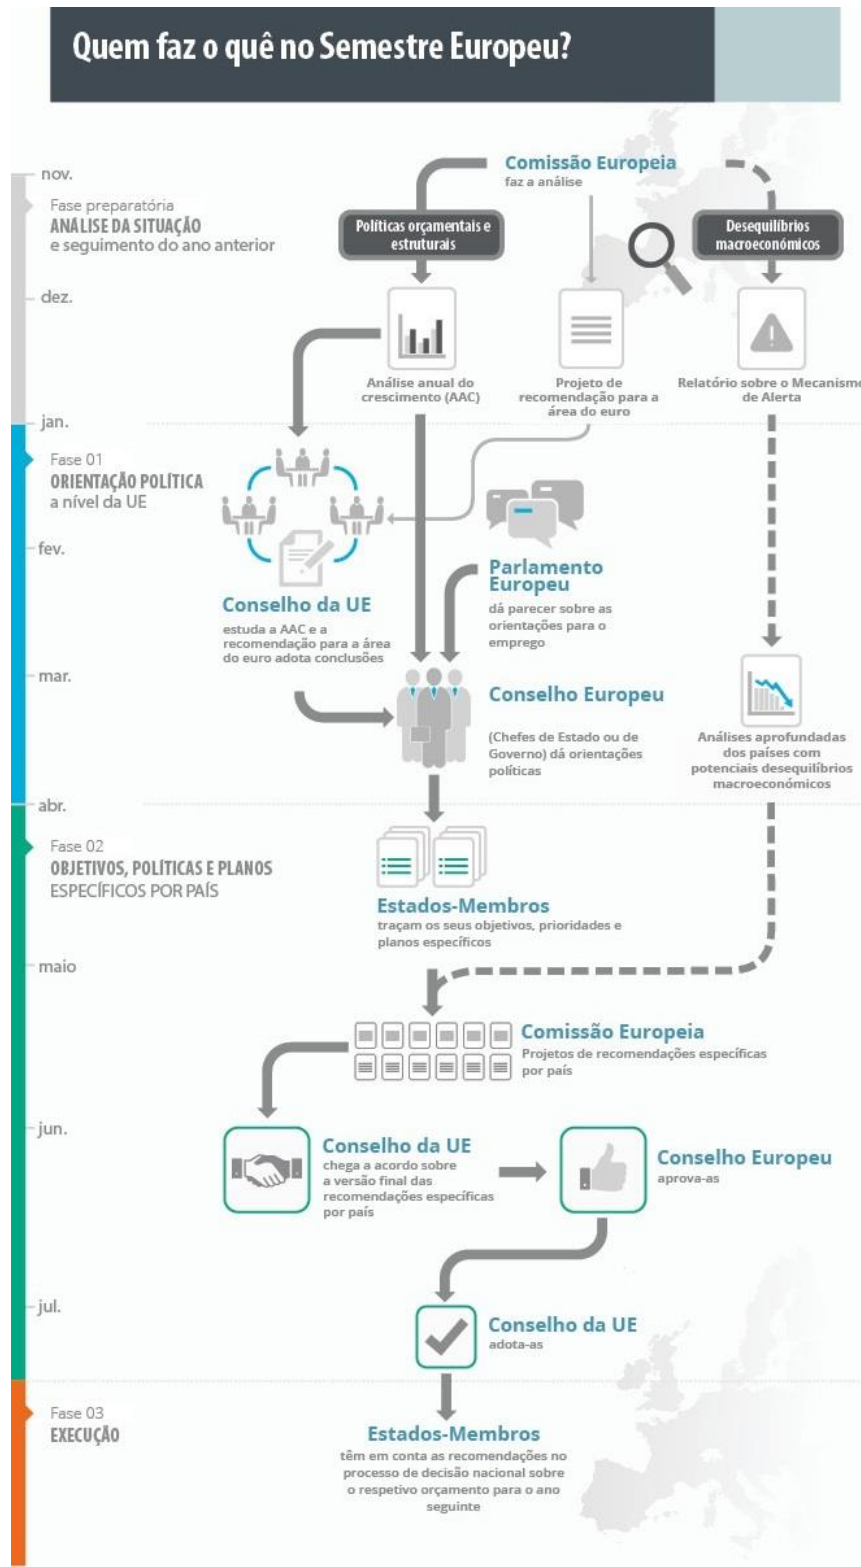 Quem faz o quê no Semestre Europeu?
nov.
Comissão Europeia
faz a análise
Fase preparatória
ANÁLISE DA SITUAÇÃO
e seguimento do ano anterior
Políticas orçamentais e
estruturais
Desequilíbrios
macroeconómicos
dez.
Análise anual do
crescimento (AAC)
Projeto de
recomendação para a
área do euro
Relatório sobre o Mecanismo
de Alerta
jan.
Fase 01
ORIENTAÇÃO POLÍTICA
a nível da UE
fev.
Parlamento
Europeu
dá parecer sobre as
orientações para o
emprego
Conselho da UE
estuda a AAC e a
recomendação para a área
do euro adota conclusões
mar.
Conselho Europeu
(Chefes de Estado ou de
Governo) dá orientações
políticas
Análises aprofundadas
dos países com
potenciais desequilíbrios
macroeconómicos
abr.
Fase 02
OBJETIVOS, POLÍTICAS E PLANOS
ESPECÍFICOS POR PAÍS
Estados-Membros
traçam os seus objetivos, prioridades e
planos específicos
maio
Comissão Europeia
Projetos de recomendações específicas
por país
jun.
Conselho da UE
chega a acordo sobre
a versão final das
recomendações específicas
por país
Conselho Europeu
aprova-as
jul.
Conselho da UE
adota-as
Fase 03
EXECUÇÃO
Estados-Membros
têm em conta as recomendações no
processo de decisão nacional sobre
o respetivo orçamento para o ano
seguinte